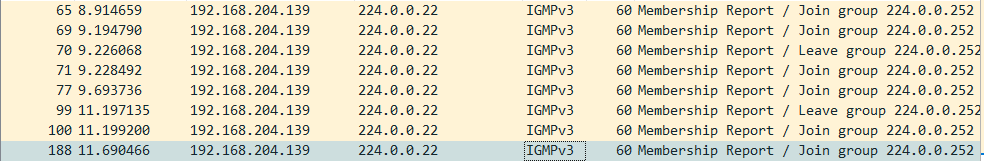 65 8.914659 192.168.204.139 224.0.0.22 IGMPv3 60 Membership Report / Join group 224.0.0.252
69 9.194790 192.168.204.139 224.0.0.22 IGMPv3 60 Membership Report / Join group 224.0.0.252
70 9.226068 192.168.204.139 224.0.0.22 IGMPv3 60 Membership Report / Leave group 224.0.0.252
71 9.228492 192.168.204.139 224.0.0.22 IGMPv3 60 Membership Report / Join group 224.0.0.252
77 9.693736 192.168.204.139 224.0.0.22 IGMPv3 60 Membership Report / Join group 224.0.0.252
99 11.197135 192.168.204.139 224.0.0.22 IGMPv3 60 Membership Report / Leave group 224.0.0.252
100 11.199200 192.168.204.139 224.0.0.22 IGMPv3 60 Membership Report / Join group 224.0.0.252
188 11.690466 192.168.204.139 224.0.0.22 IGMPv3 60 Membership Report / Join group 224.0.0.252